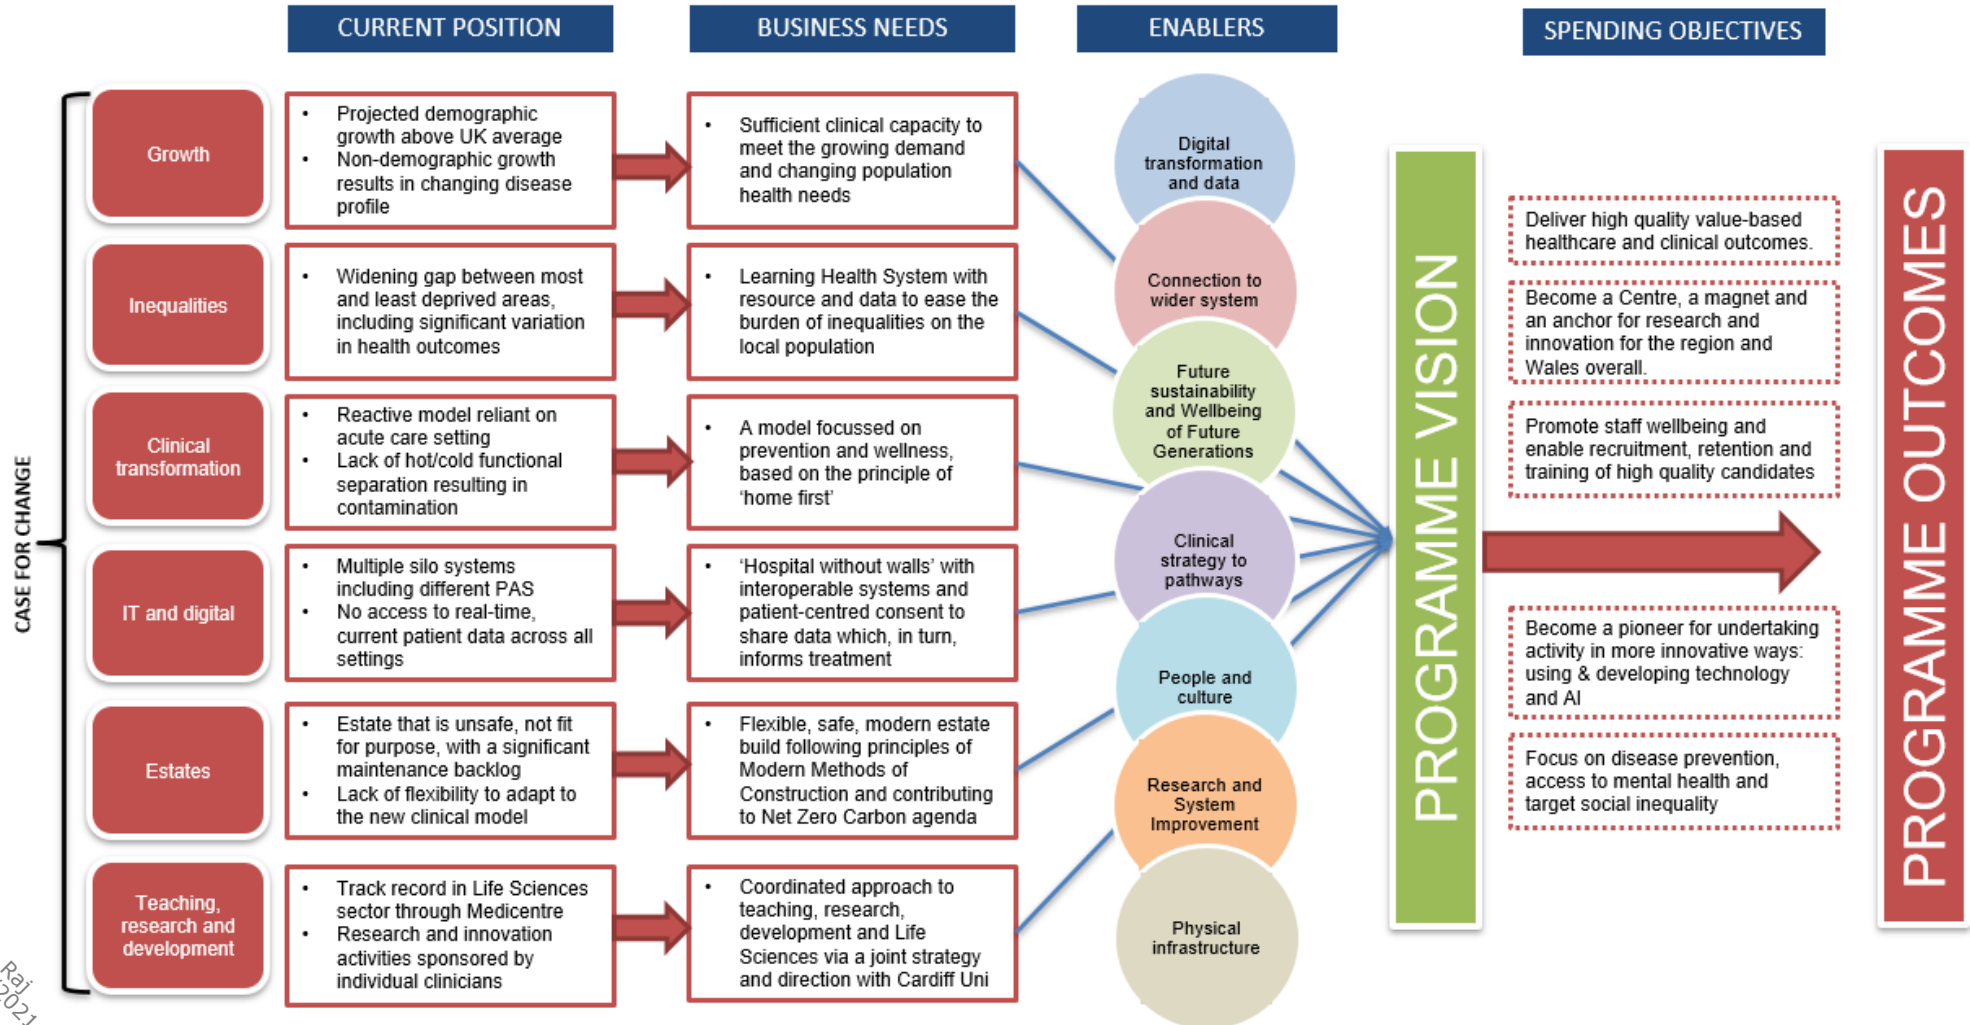 CURRENT POSITION
BUSINESS NEEDS
ENABLERS
SPENDING OBJECTIVES
CASE FOR CHANGE
Growth
• Projected demographic
growth above UK average
• Non-demographic growth
results in changing disease
profile
• Sufficient clinical capacity to
meet the growing demand
and changing population
health needs
Inequalities
• Widening gap between most
and least deprived areas,
including significant variation
in health outcomes
• Learning Health System with
resource and data to ease the
burden of inequalities on the
local population
Clinical
transformation
• Reactive model reliant on
acute care setting
• Lack of hot/cold functional
separation resulting in
contamination
• A model focussed on
prevention and wellness,
based on the principle of
‘home first’
IT and digital
• Multiple silo systems
including different PAS
• No access to real-time,
current patient data across all
settings
• ‘Hospital without walls’ with
interoperable systems and
patient-centred consent to
share data which, in turn,
informs treatment
Estates
• Estate that is unsafe, not fit
for purpose, with a significant
maintenance backlog
• Lack of flexibility to adapt to
the new clinical model
• Flexible, safe, modern estate
build following principles of
Modern Methods of
Construction and contributing
to Net Zero Carbon agenda
Teaching,
research and
development
• Track record in Life Sciences
sector through Medicentre
• Research and innovation
activities sponsored by
individual clinicians
• Coordinated approach to
teaching, research,
development and Life
Sciences via a joint strategy
and direction with Cardiff Uni
Digital
transformation
and data
Connection to
wider system
Future
sustainability
and Wellbeing
of Future
Generations
Clinical
strategy to
pathways
People and
culture
Research and
System
Improvement
Physical
infrastructure
PROGRAMME VISION
Deliver high quality value-based
healthcare and clinical outcomes.
Become a Centre, a magnet and
an anchor for research and
innovation for the region and
Wales overall.
Promote staff wellbeing and
enable recruitment, retention and
training of high quality candidates
Become a pioneer for undertaking
activity in more innovative ways:
using & developing technology
and AI
Focus on disease prevention,
access to mental health and
target social inequality
PROGRAMME OUTCOMES
Raj
2021